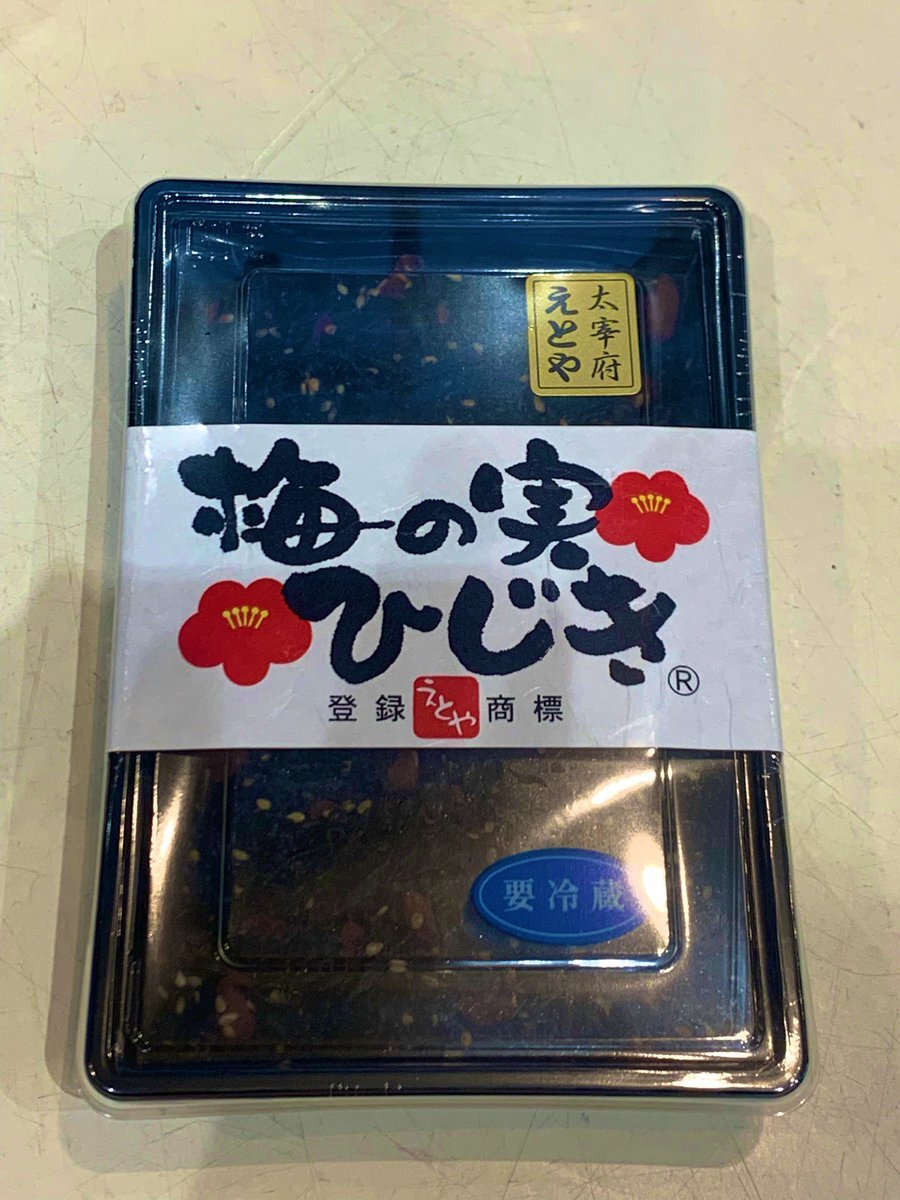 太宰府
えとや
梅の実
ひじき®
登録 えとや 商標
要冷蔵